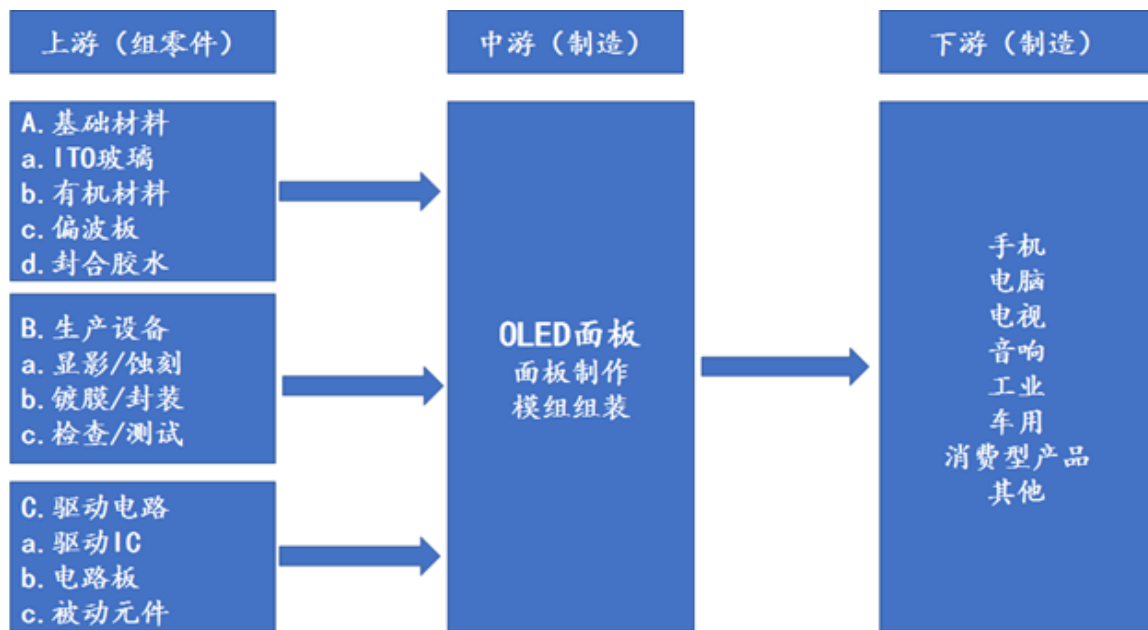 上游（组零件）
中游（制造）
下游（制造）
A.基础材料
a.ITO玻璃
b.有机材料
c.偏波板
d.封合胶水
B.生产设备
a.显影/蚀刻
b.镀膜/封装
c.检查/测试
C.驱动电路
a.驱动IC
b.电路板
c.被动元件
OLED面板
面板制作
模组组装
手机
电脑
电视
音响
工业
车用
消费型产品
其他